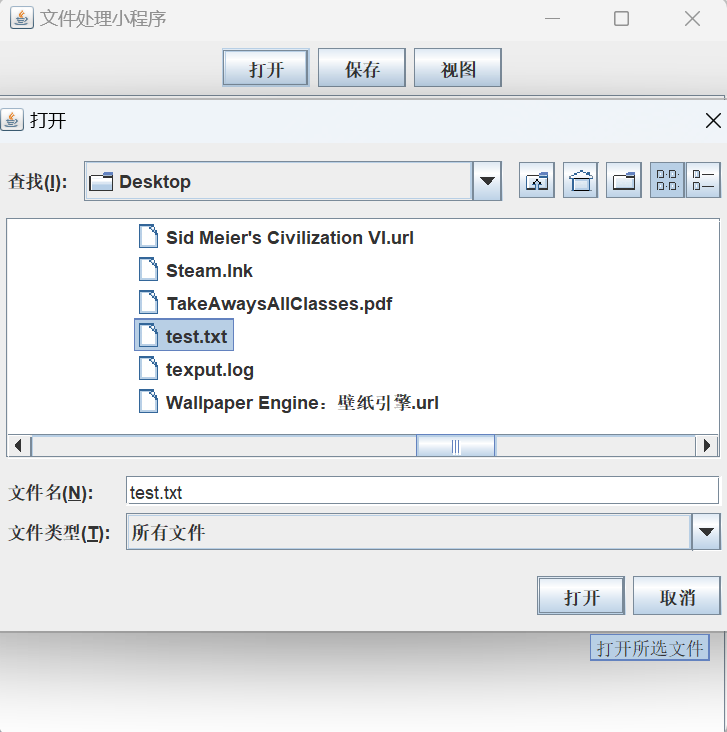 文件处理小程序
打开 保存 视图
打开
查找(I): Desktop
Sid Meier's Civilization VI.url
Steam.lnk
TakeAwaysAllClasses.pdf
test.txt
texput.log
Wallpaper Engine：壁纸引擎.url
文件名(N): test.txt
文件类型(T): 所有文件
打开 取消
打开所选文件